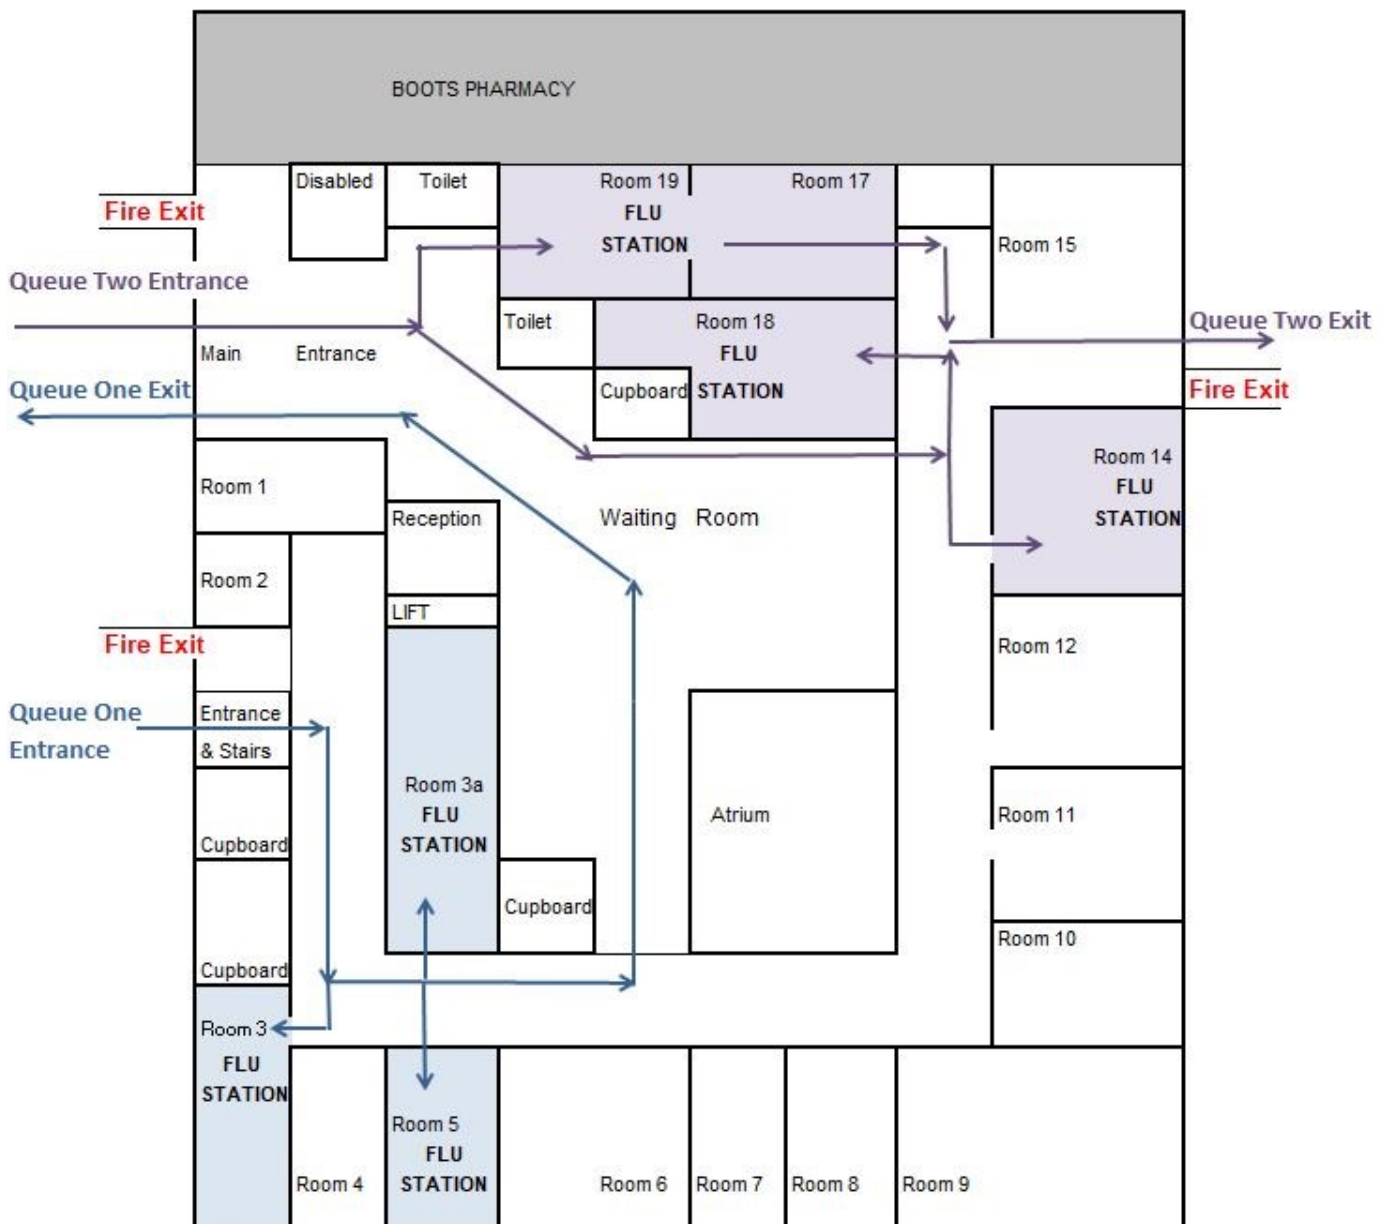 BOOTS PHARMACY
Disabled
Toilet
Room 19
FLU
STATION
Room 17
Fire Exit
Room 15
Queue Two Entrance
Toilet
Room 18
FLU
STATION
Queue Two Exit
Main Entrance
Queue One Exit
Cupboard
Fire Exit
Room 14
FLU
STATION
Room 1
Reception
Waiting Room
Room 2
LIFT
Fire Exit
Room 12
Queue One
Entrance
Entrance
& Stairs
Room 3a
FLU
STATION
Atrium
Room 11
Cupboard
Cupboard
Room 10
Cupboard
Room 3
FLU
STATION
Room 5
FLU
STATION
Room 4
Room 6
Room 7
Room 8
Room 9